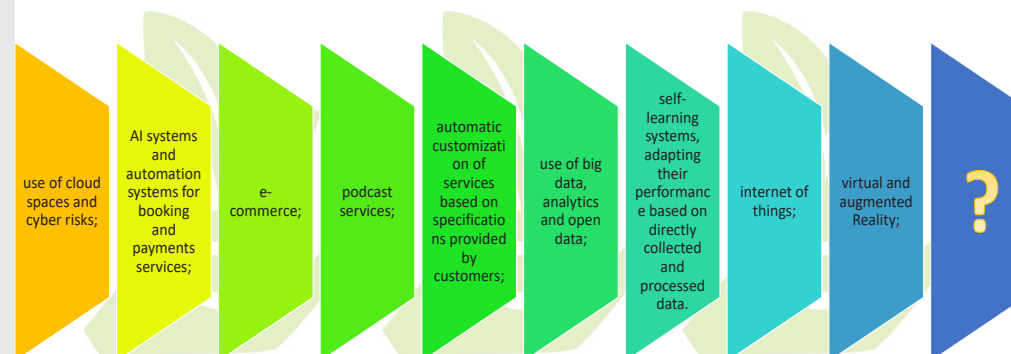 use of cloud
spaces and
cyber risks;
AI systems
and
automation
systems for
booking
and
payments
services;
e-
commerce;
podcast
services;
automatic
customizati
on of
services
based on
specificatio
ns provided
by
customers;
use of big
data,
analytics
and open
data;
self-
learning
systems,
adapting
their
performanc
e based on
directly
collected
and
processed
data.
internet of
things;
virtual and
augmented
Reality;
?